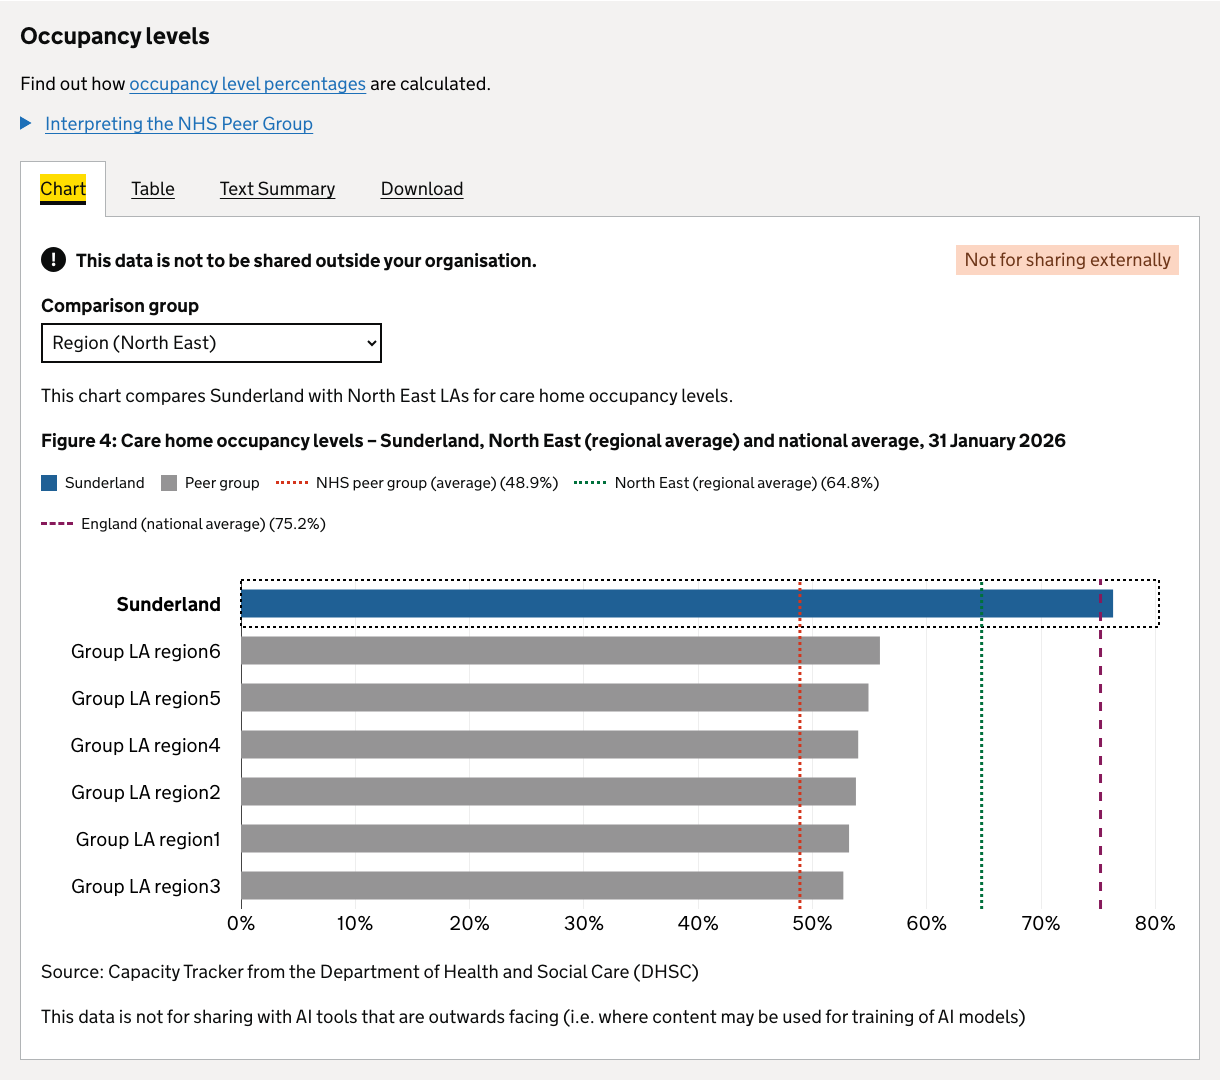 Occupancy levels
Find out how occupancy level percentages are calculated.
Interpreting the NHS Peer Group
Chart Table Text Summary Download
! This data is not to be shared outside your organisation. Not for sharing externally
Comparison group
Region (North East)
This chart compares Sunderland with North East LAs for care home occupancy levels.
Figure 4: Care home occupancy levels – Sunderland, North East (regional average) and national average, 31 January 2026
Sunderland Peer group NHS peer group (average) (48.9%) North East (regional average) (64.8%)
England (national average) (75.2%)
Sunderland
Group LA region6
Group LA region5
Group LA region4
Group LA region2
Group LA region1
Group LA region3
0% 10% 20% 30% 40% 50% 60% 70% 80%
Source: Capacity Tracker from the Department of Health and Social Care (DHSC)
This data is not for sharing with AI tools that are outwards facing (i.e. where content may be used for training of AI models)